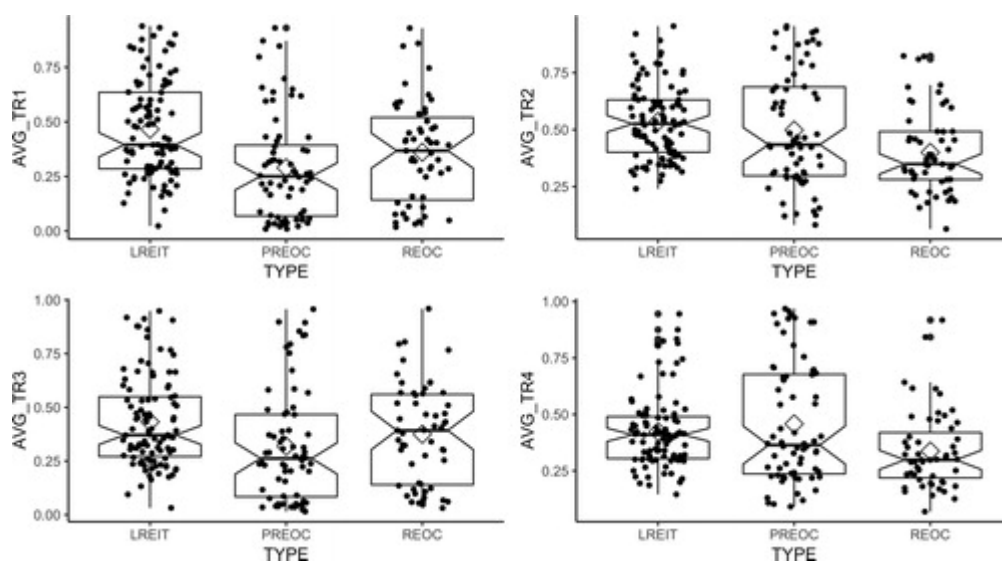 AVG_TR1
0.75
0.50
0.25
0.00
LREIT PREOC REOC
TYPE
AVG_TR2
0.75
0.50
0.25
LREIT PREOC REOC
TYPE
AVG_TR3
1.00
0.75
0.50
0.25
0.00
LREIT PREOC REOC
TYPE
AVG_TR4
1.00
0.75
0.50
0.25
LREIT PREOC REOC
TYPE